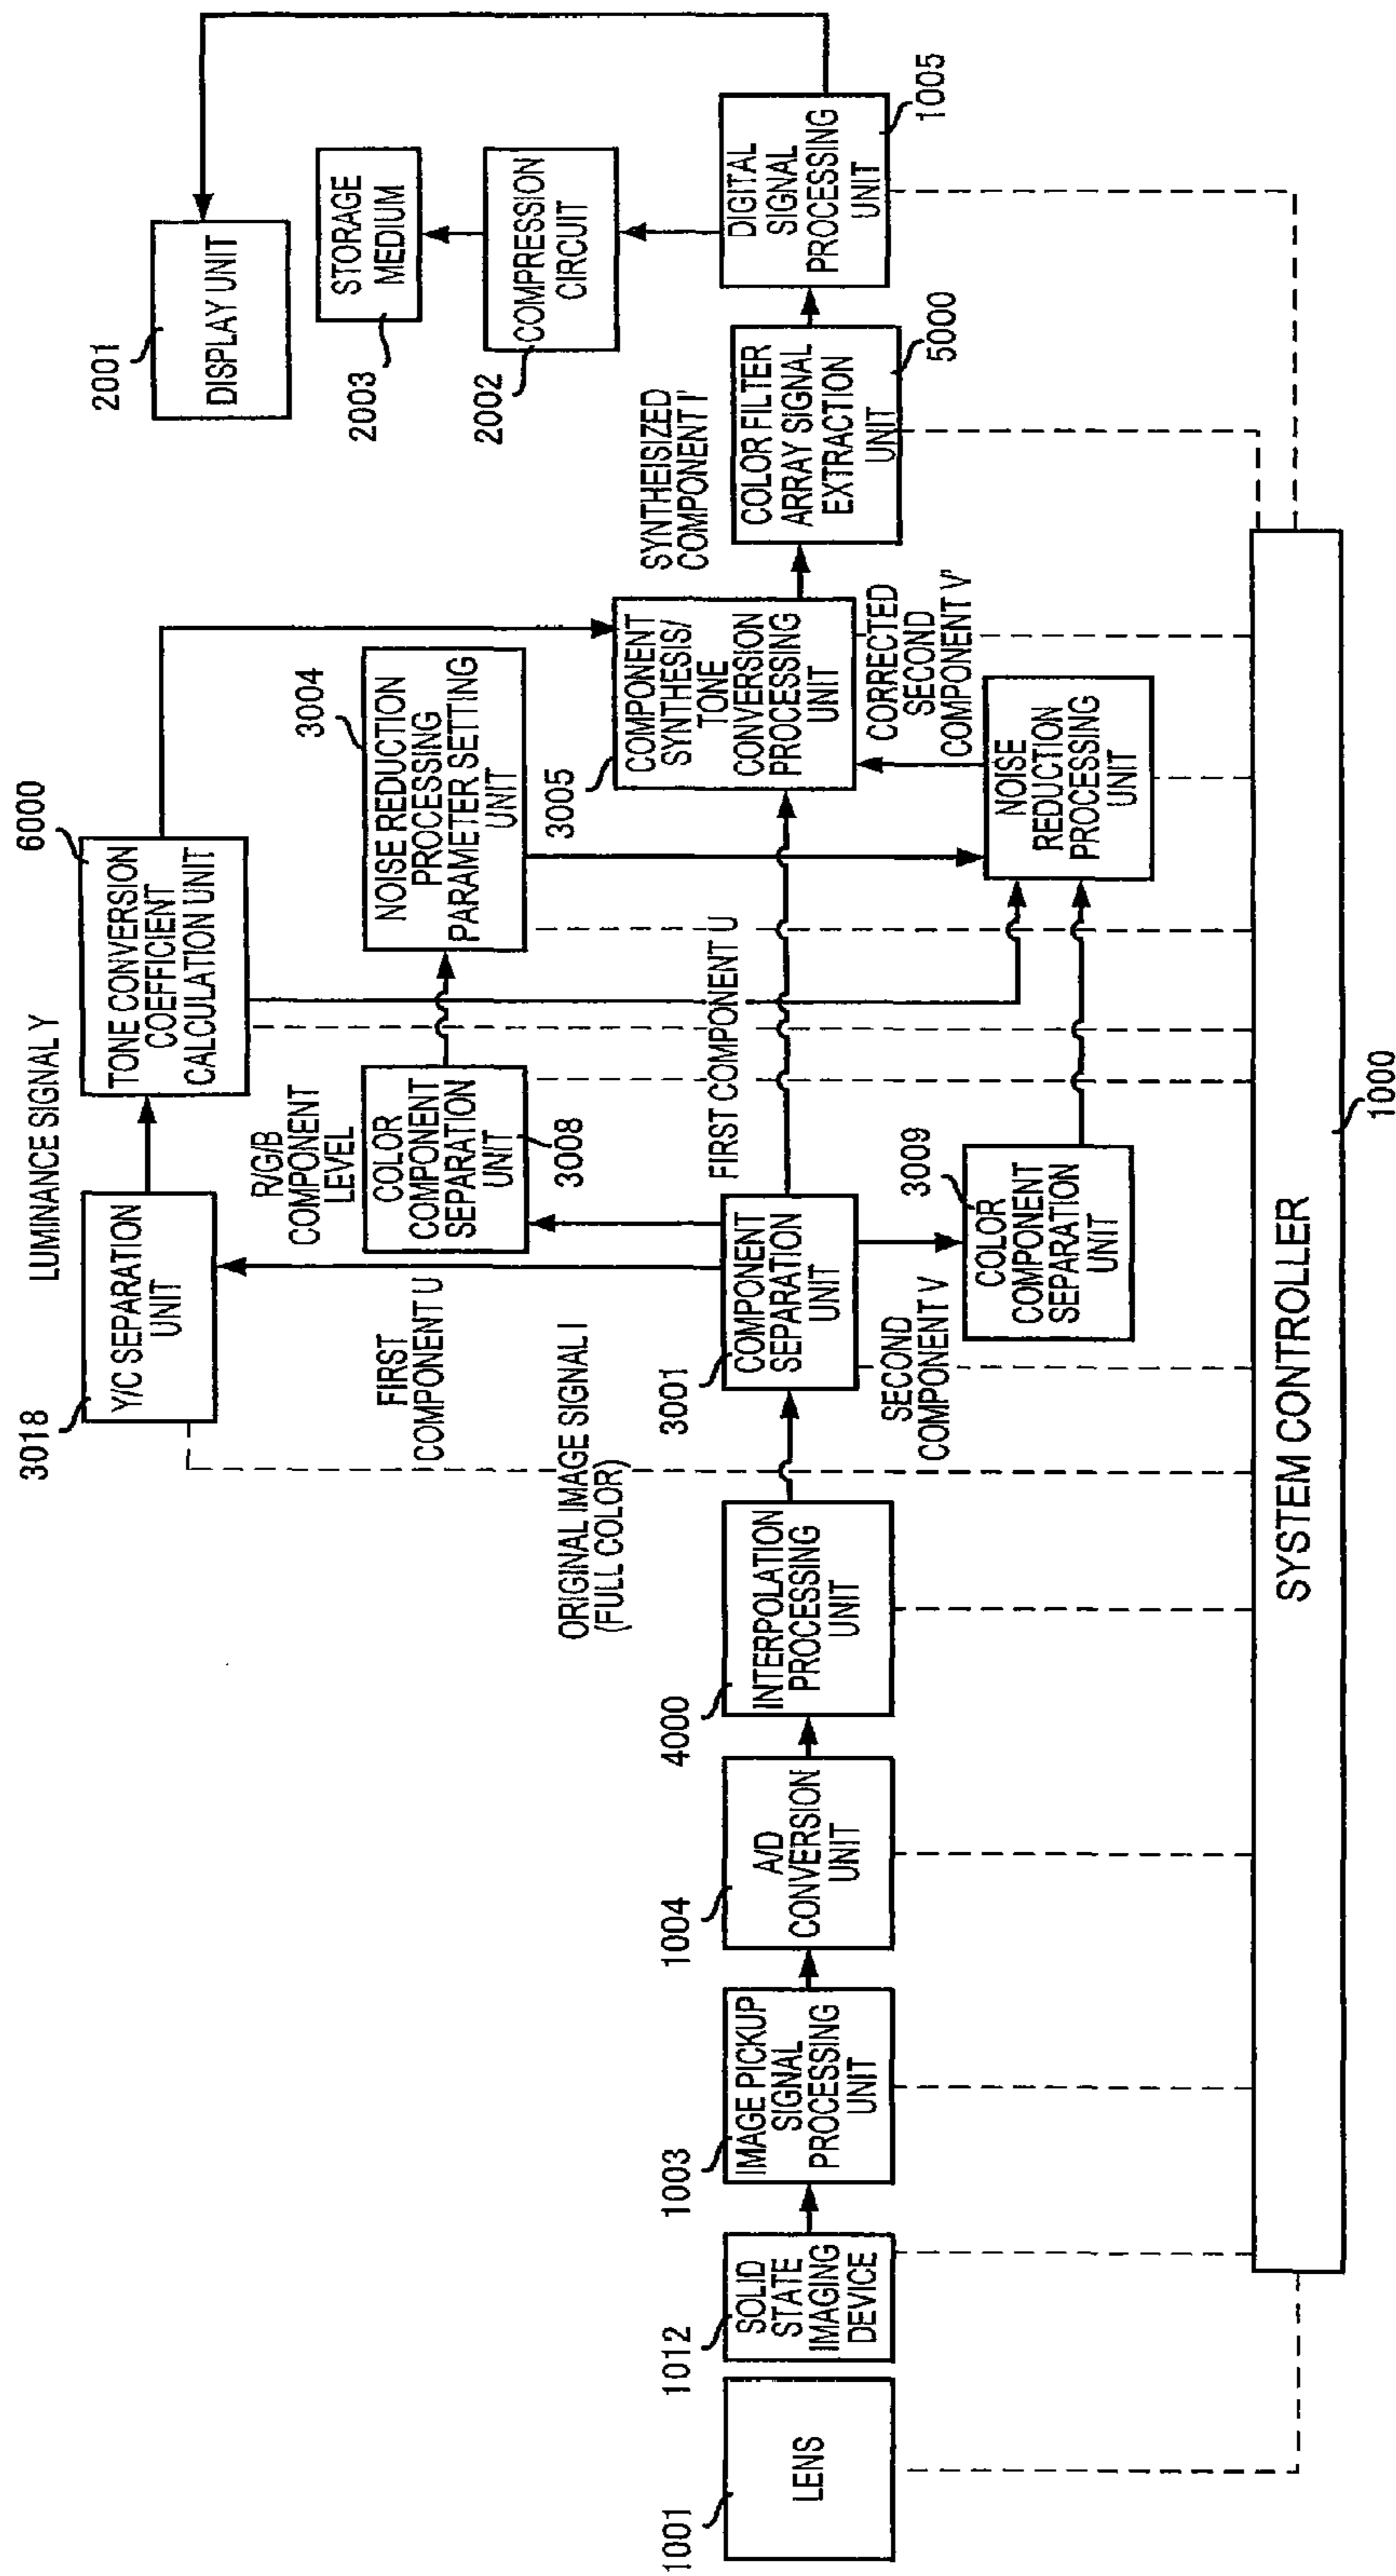 LUMINANCE SIGNAL Y
3018
Y/C SEPARATION
UNIT
6000
TONE CONVERSION
COEFFICIENT
CALCULATION UNIT
2001
DISPLAY UNIT
R/G/B
COMPONENT
LEVEL
FIRST
COMPONENT U
COLOR
COMPONENT
SEPARATION
UNIT
3008
3004
NOISE REDUCTION
PROCESSING
PARAMETER SETTING
UNIT
2003
STORAGE
MEDIUM
2002
COMPRESSION
CIRCUIT
ORIGINAL IMAGE SIGNAL I
(FULL COLOR)
1001
LENS
1012
SOLID
STATE
IMAGING
DEVICE
1003
IMAGE PICKUP
SIGNAL
PROCESSING
UNIT
1004
A/D
CONVERSION
UNIT
4000
INTERPOLATION
PROCESSING
UNIT
3001
COMPONENT
SEPARATION
UNIT
FIRST COMPONENT U
3005
COMPONENT
SYNTHESIS/
TONE
CONVERSION
PROCESSING
UNIT
SYNTHEISIZED
COMPONENT I'
COLOR FILTER
ARRAY SIGNAL
EXTRACTION
UNIT
5000
DIGITAL
SIGNAL
PROCESSING
UNIT
1005
SECOND
COMPONENT V
3009
COLOR
COMPONENT
SEPARATION
UNIT
CORRECTED
SECOND
COMPONENT V'
NOISE
REDUCTION
PROCESSING
UNIT
SYSTEM CONTROLLER
1000